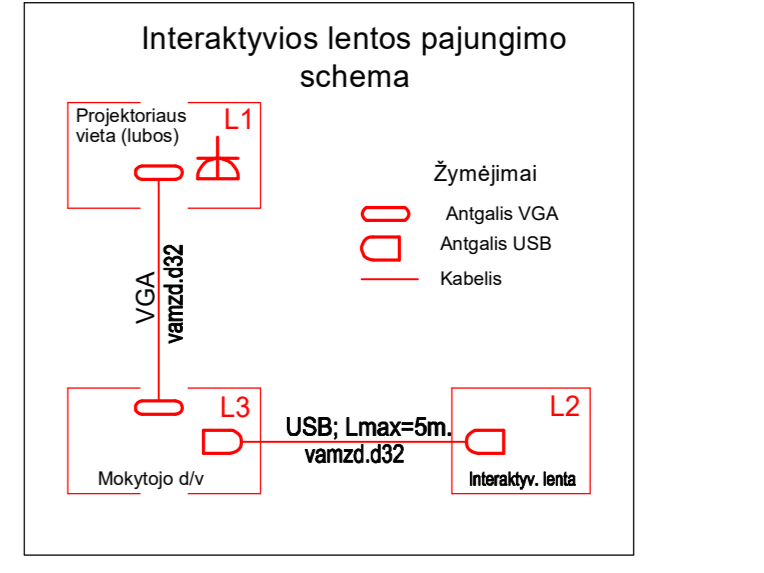 Interaktyvios lentos pajungimo
schema
Projektoriaus
vieta (lubos)
L1
Žymėjimai
Antgalis VGA
Antgalis USB
Kabelis
VGA
vamzd.d32
L3
USB; Lmax=5m.
vamzd.d32
L2
Mokytojo d/v
Interaktyv. lenta